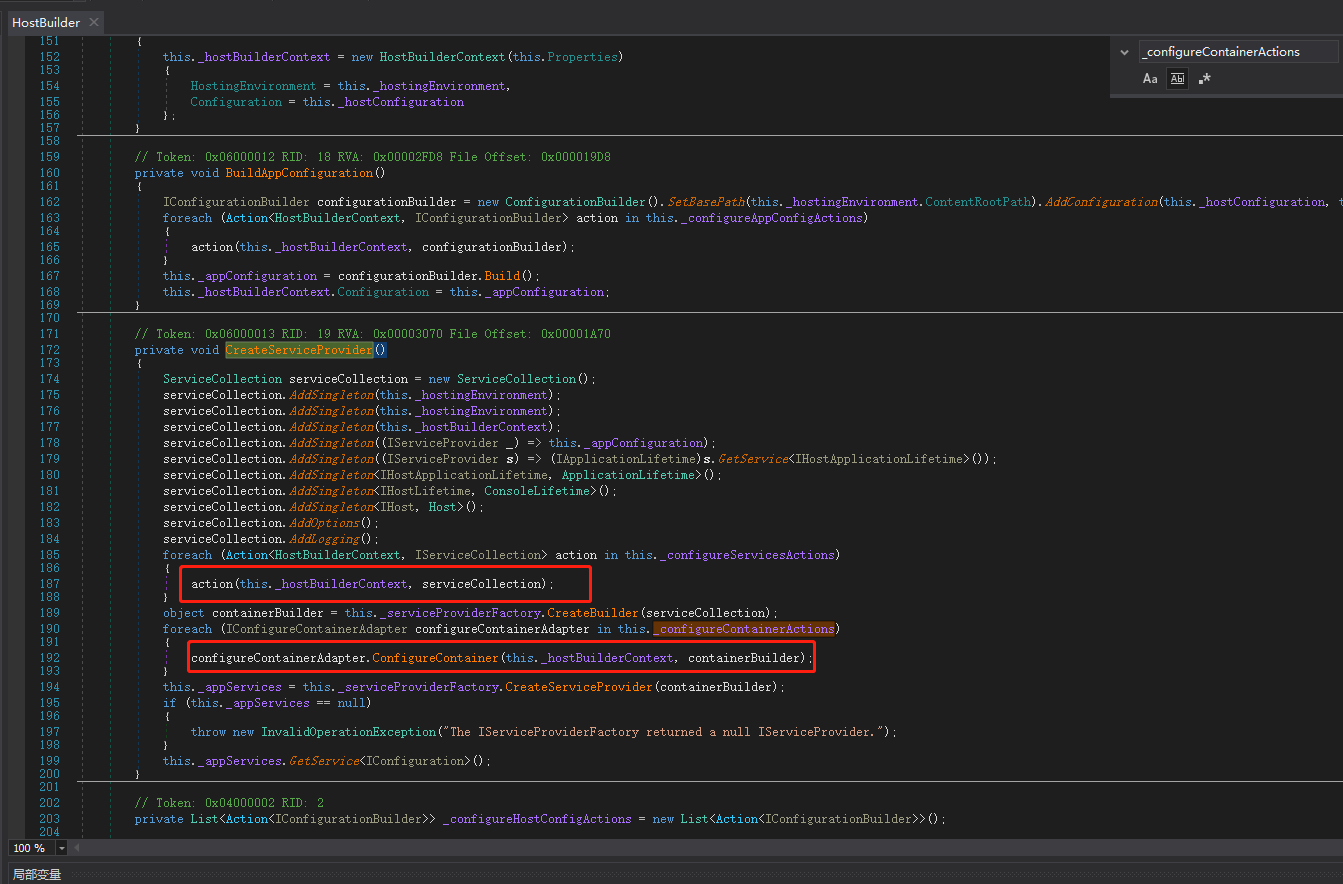 HostBuilder
_configureContainerActions
Aa Ab .*
151 {
152 this._hostBuilderContext = new HostBuilderContext(this.Properties)
153 {
154 HostingEnvironment = this._hostingEnvironment,
155 Configuration = this._hostConfiguration
156 };
157 }
158
159 // Token: 0x06000012 RID: 18 RVA: 0x00002FD8 File Offset: 0x000019D8
160 private void BuildAppConfiguration()
161 {
162 IConfigurationBuilder configurationBuilder = new ConfigurationBuilder().SetBasePath(this._hostingEnvironment.ContentRootPath).AddConfiguration(this._hostConfiguration, t
163 foreach (Action<HostBuilderContext, IConfigurationBuilder> action in this._configureAppConfigActions)
164 {
165 action(this._hostBuilderContext, configurationBuilder);
166 }
167 this._appConfiguration = configurationBuilder.Build();
168 this._hostBuilderContext.Configuration = this._appConfiguration;
169 }
170
171 // Token: 0x06000013 RID: 19 RVA: 0x00003070 File Offset: 0x00001A70
172 private void CreateServiceProvider()
173 {
174 ServiceCollection serviceCollection = new ServiceCollection();
175 serviceCollection.AddSingleton(this._hostingEnvironment);
176 serviceCollection.AddSingleton(this._hostingEnvironment);
177 serviceCollection.AddSingleton(this._hostBuilderContext);
178 serviceCollection.AddSingleton((IServiceProvider _) => this._appConfiguration);
179 serviceCollection.AddSingleton((IServiceProvider s) => (IApplicationLifetime)s.GetService<IHostApplicationLifetime>());
180 serviceCollection.AddSingleton<IHostApplicationLifetime, ApplicationLifetime>();
181 serviceCollection.AddSingleton<IHostLifetime, ConsoleLifetime>();
182 serviceCollection.AddSingleton<IHost, Host>();
183 serviceCollection.AddOptions();
184 serviceCollection.AddLogging();
185 foreach (Action<HostBuilderContext, IServiceCollection> action in this._configureServicesActions)
186 {
187 action(this._hostBuilderContext, serviceCollection);
188 }
189 object containerBuilder = this._serviceProviderFactory.CreateBuilder(serviceCollection);
190 foreach (IConfigureContainerAdapter configureContainerAdapter in this._configureContainerActions)
191 {
192 configureContainerAdapter.ConfigureContainer(this._hostBuilderContext, containerBuilder);
193 }
194 this._appServices = this._serviceProviderFactory.CreateServiceProvider(containerBuilder);
195 if (this._appServices == null)
196 {
197 throw new InvalidOperationException("The IServiceProviderFactory returned a null IServiceProvider.");
198 }
199 this._appServices.GetService<IConfiguration>();
200 }
201
202 // Token: 0x04000002 RID: 2
203 private List<Action<IConfigurationBuilder>> _configureHostConfigActions = new List<Action<IConfigurationBuilder>>();
204
100 %
局部变量